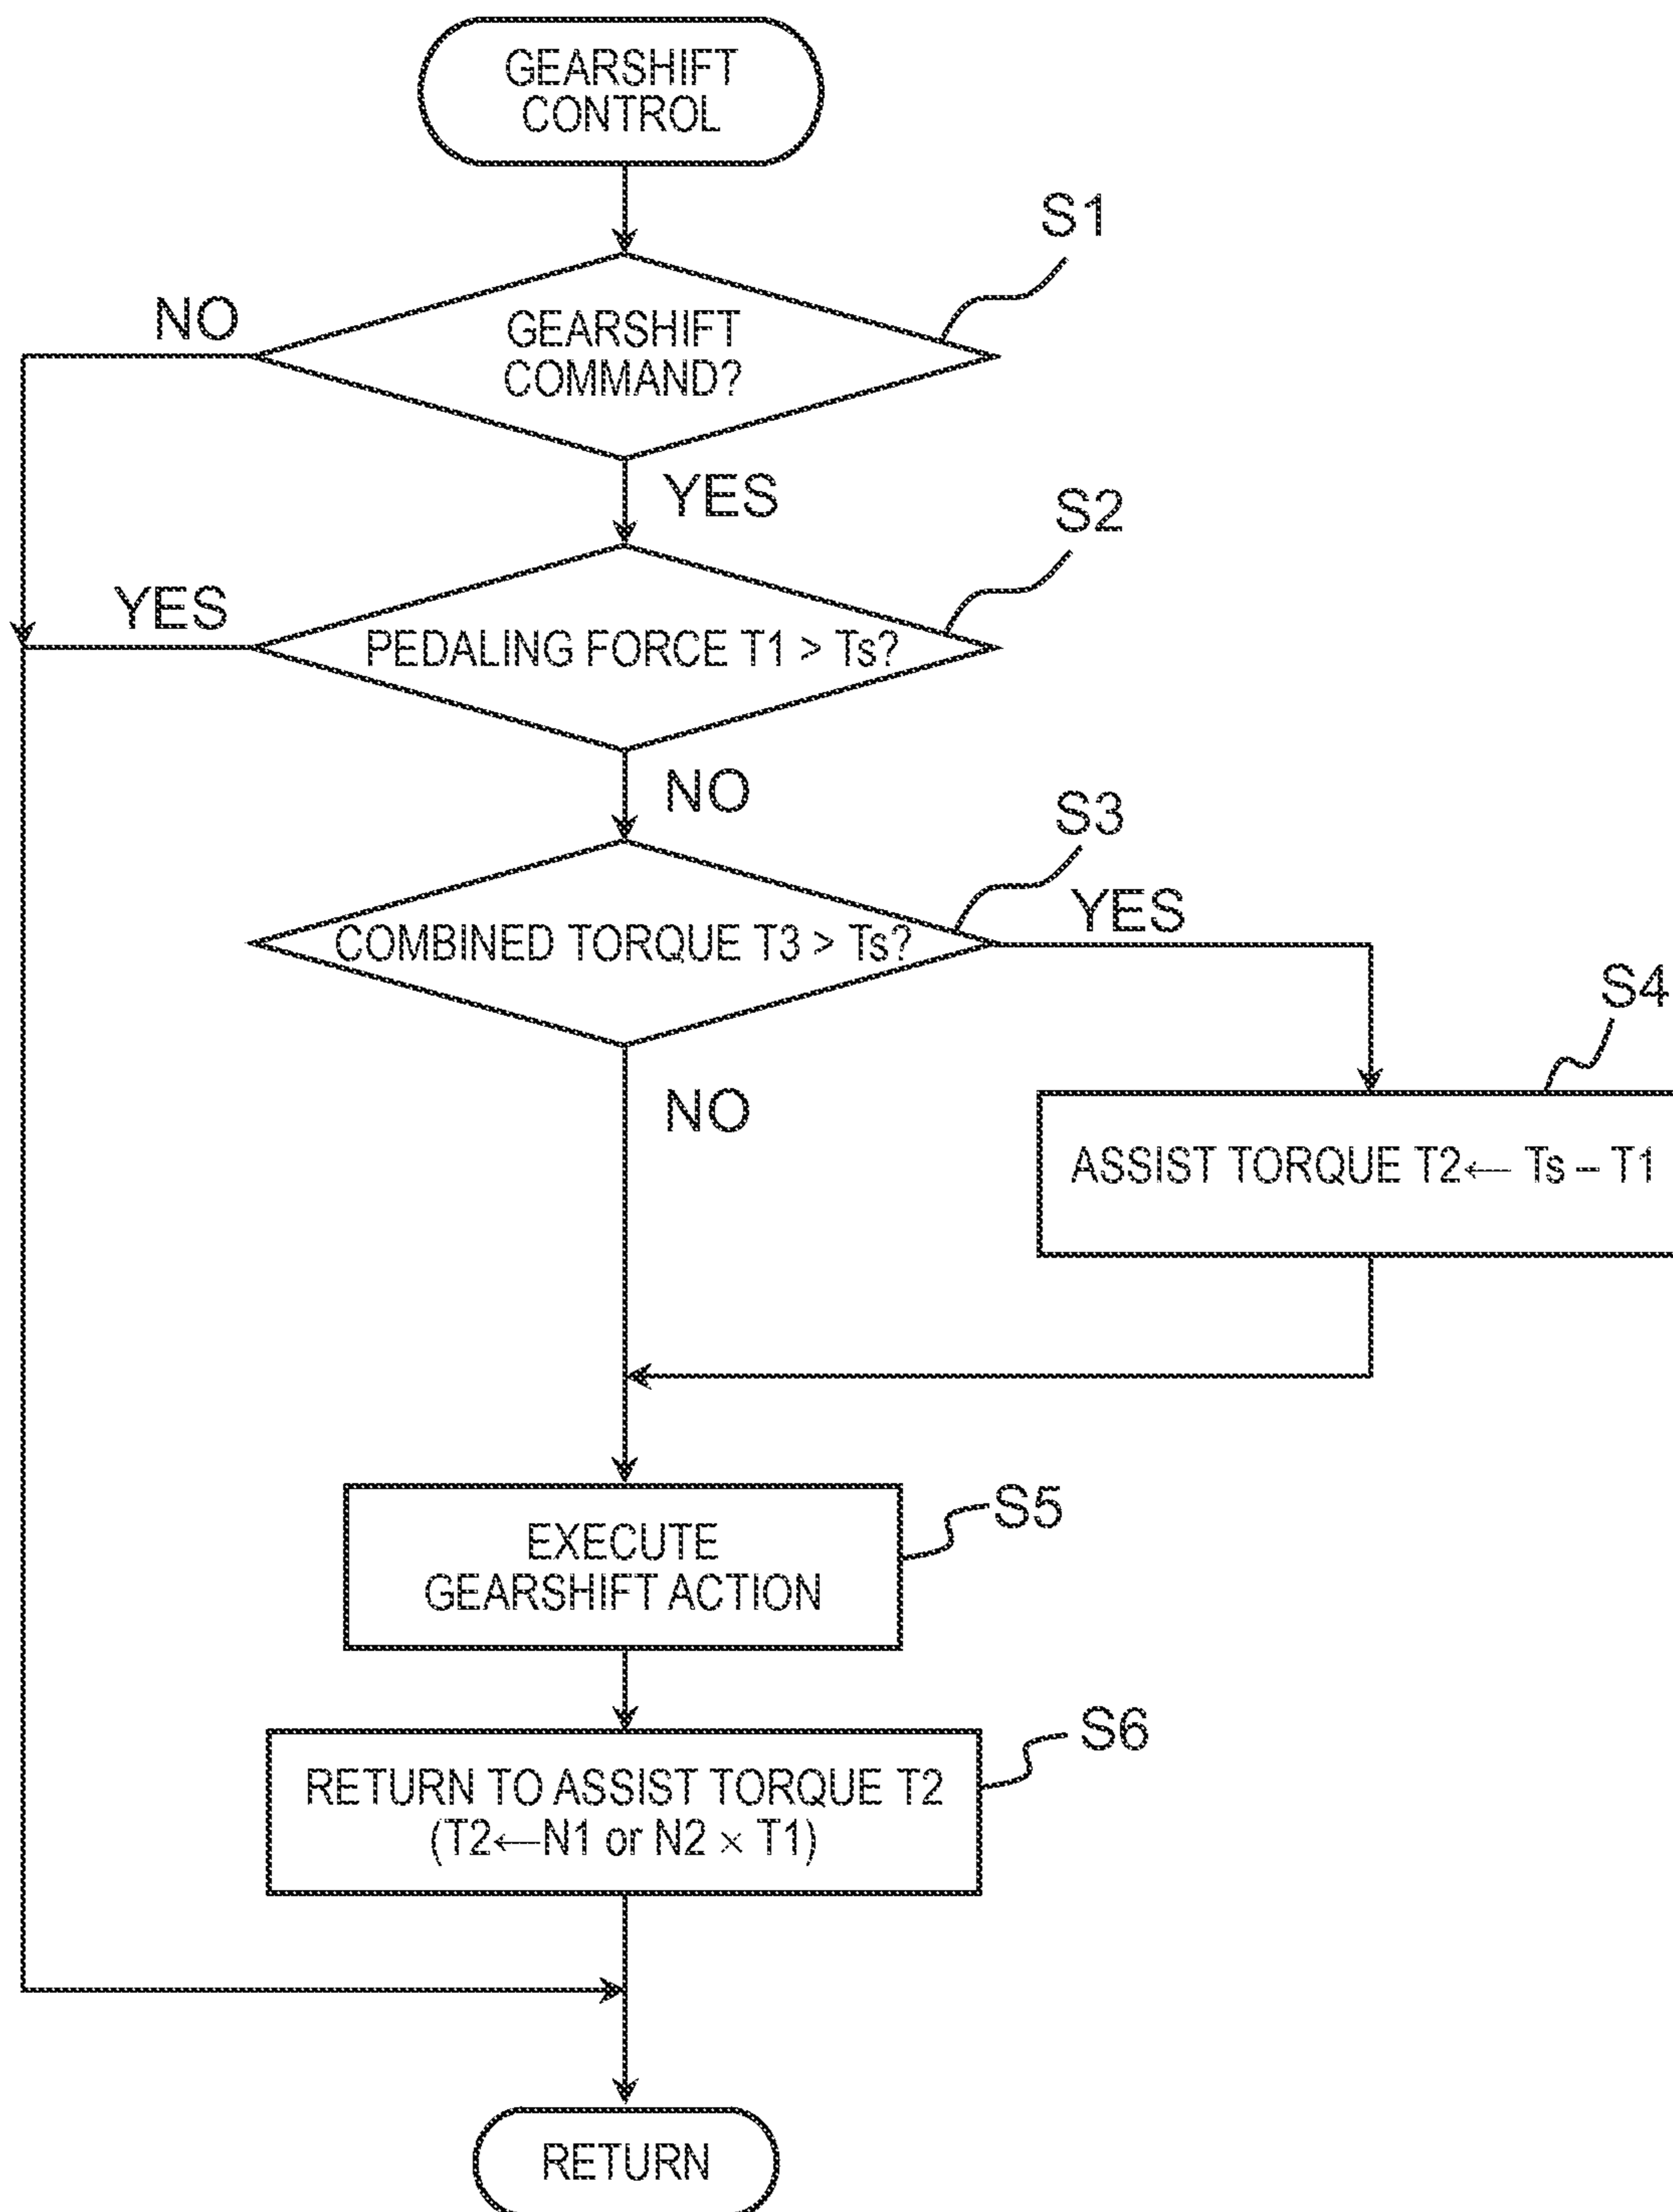 GEARSHIFT
CONTROL
S1
NO
GEARSHIFT
COMMAND?
YES
S2
YES
PEDALING FORCE T1 > Ts?
NO
S3
COMBINED TORQUE T3 > Ts?
YES
S4
NO
ASSIST TORQUE T2← Ts – T1
EXECUTE
GEARSHIFT ACTION
S5
RETURN TO ASSIST TORQUE T2
(T2←N1 or N2 × T1)
S6
RETURN